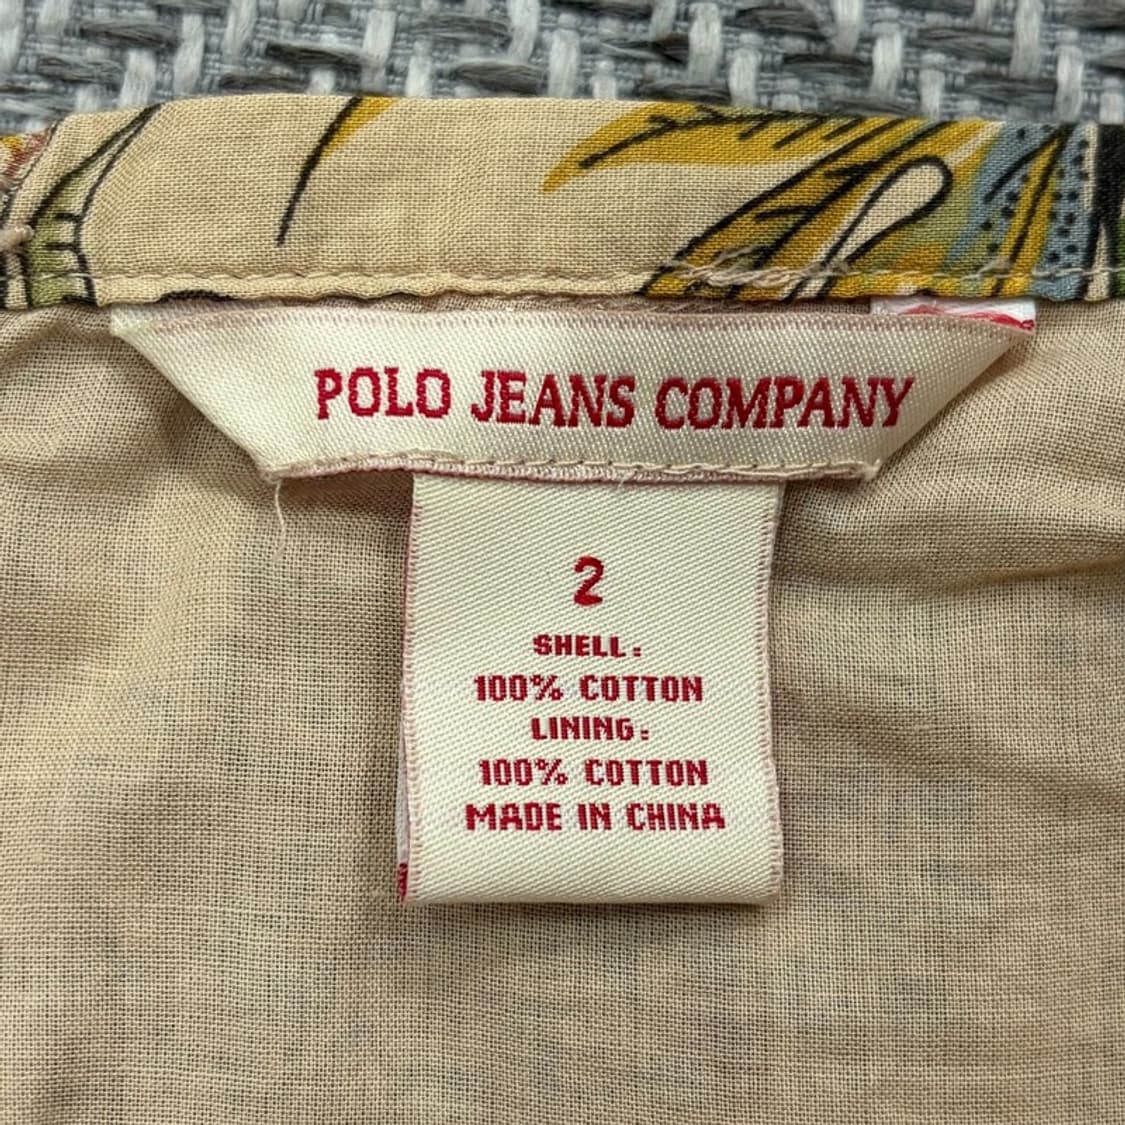 POLO JEANS COMPANY
2
SHELL:
100% COTTON
LINING:
100% COTTON
MADE IN CHINA